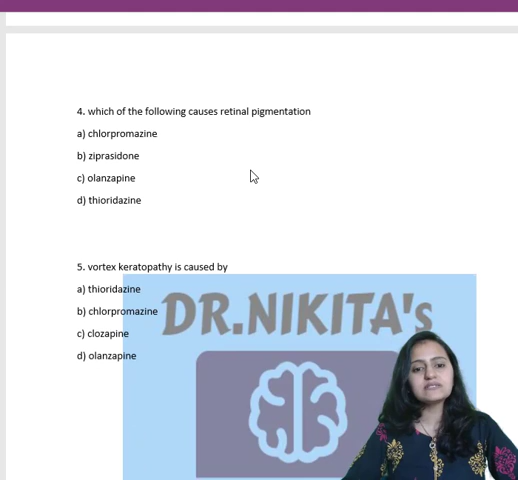 4. which of the following causes retinal pigmentation
a) chlorpromazine
b) ziprasidone
c) olanzapine
d) thioridazine
5. vortex keratopathy is caused by
a) thioridazine
b) chlorpromazine
c) clozapine
d) olanzapine
DR.NIKITA's